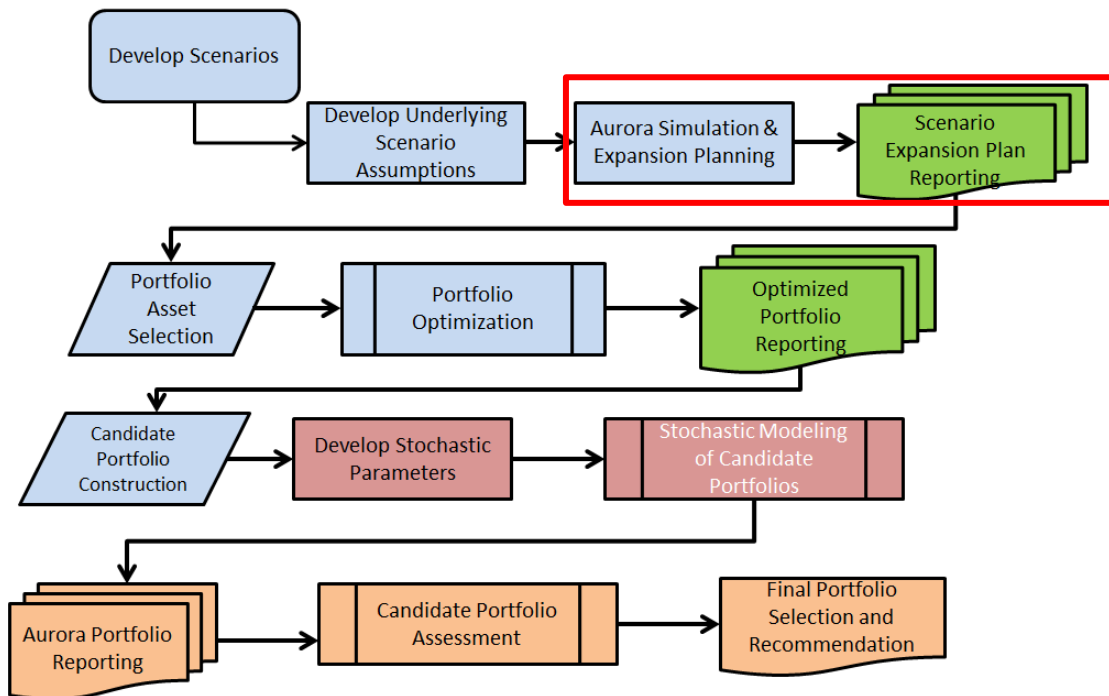 Develop Scenarios
Develop Underlying
Scenario
Assumptions
Aurora Simulation &
Expansion Planning
Scenario
Expansion Plan
Reporting
Portfolio
Asset
Selection
Portfolio
Optimization
Optimized
Portfolio
Reporting
Candidate
Portfolio
Construction
Develop Stochastic
Parameters
Stochastic Modeling
of Candidate
Portfolios
Aurora Portfolio
Reporting
Candidate Portfolio
Assessment
Final Portfolio
Selection and
Recommendation